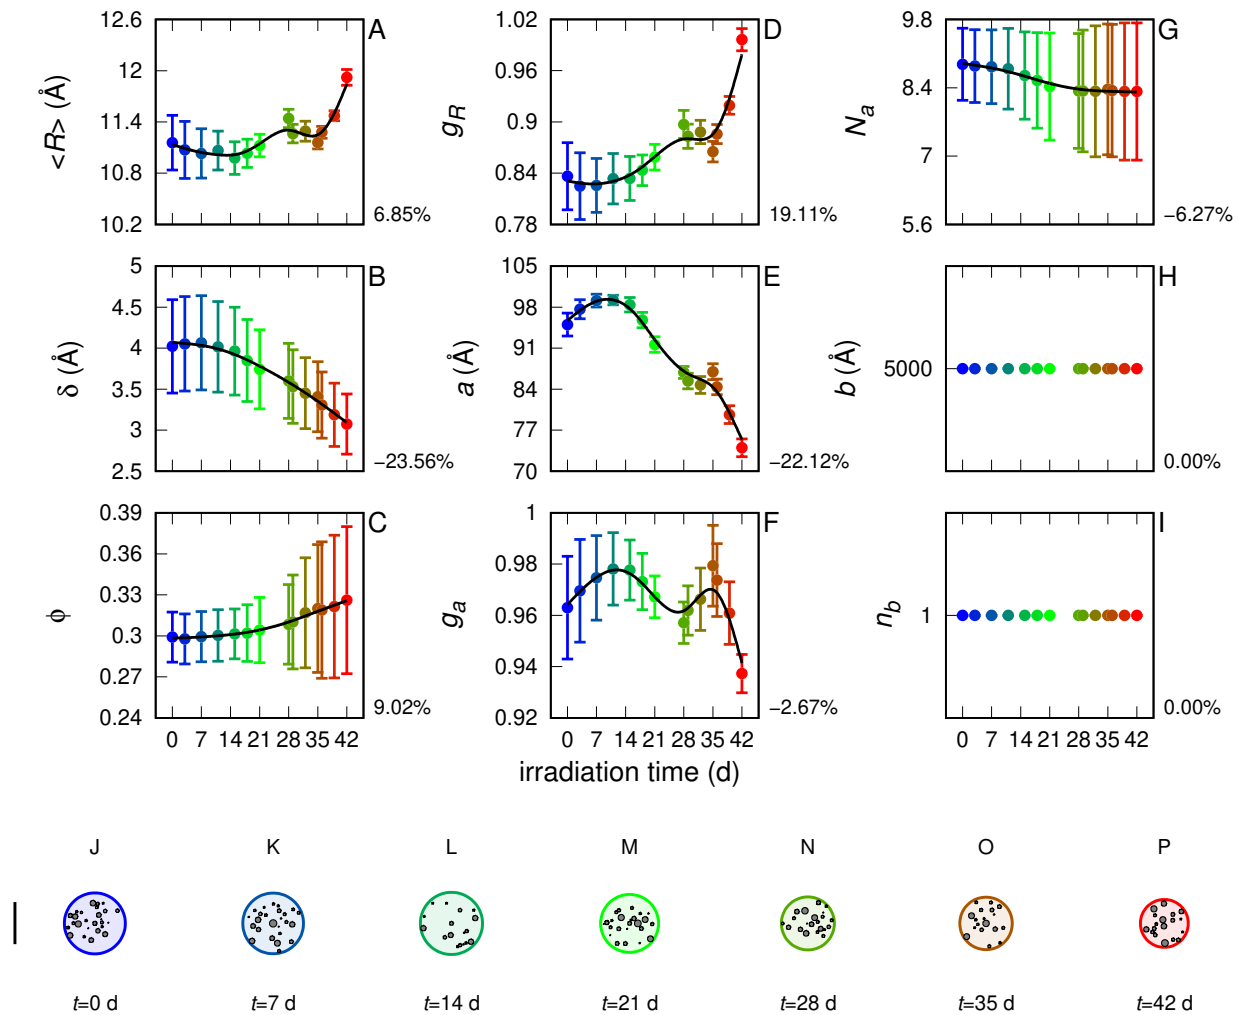 12.6
12
11.4
10.8
10.2
<R> (Å)
A
6.85%
1.02
0.96
0.9
0.84
0.78
g_R
D
19.11%
9.8
8.4
7
5.6
N_a
G
−6.27%
5
4.5
4
3.5
3
2.5
δ (Å)
B
−23.56%
105
98
91
84
77
70
a (Å)
E
−22.12%
5000
b (Å)
H
0.00%
0.39
0.36
0.33
0.3
0.27
0.24
ϕ
C
9.02%
0 7 14 21 28 35 42
1
0.98
0.96
0.94
0.92
g_a
F
−2.67%
0 7 14 21 28 35 42
1
n_b
I
0.00%
0 7 14 21 28 35 42
irradiation time (d)
J K L M N O P
t=0 d t=7 d t=14 d t=21 d t=28 d t=35 d t=42 d